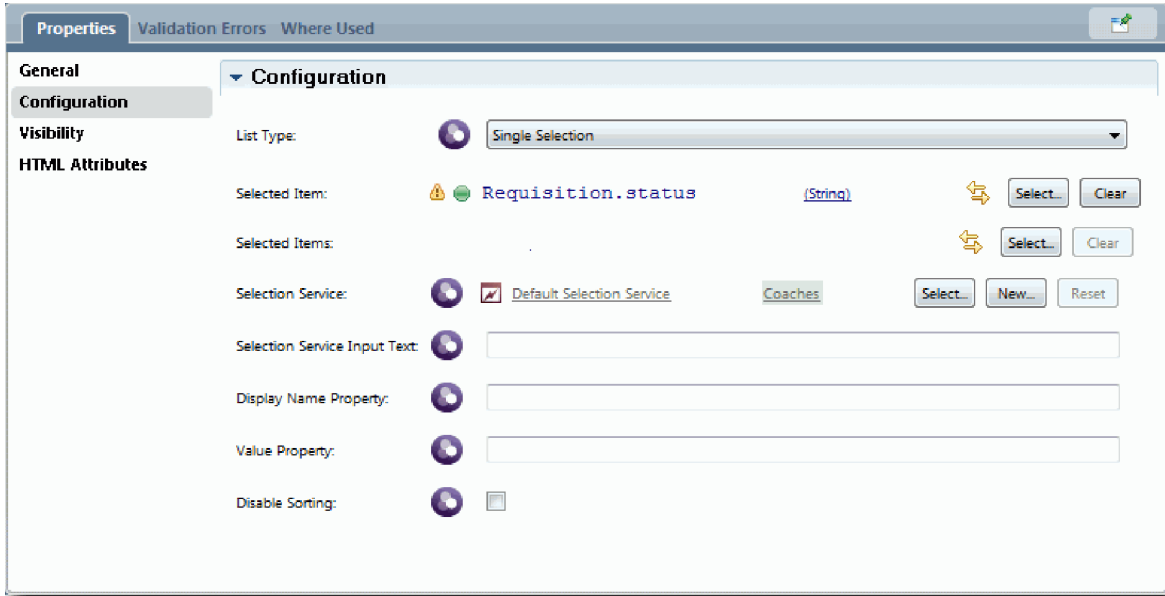 Properties Validation Errors Where Used
General
Configuration
Visibility
HTML Attributes
Configuration
List Type: Single Selection
Selected Item: Requisition.status (String) Select... Clear
Selected Items: Select... Clear
Selection Service: Default Selection Service Coaches Select... New... Reset
Selection Service Input Text:
Display Name Property:
Value Property:
Disable Sorting: